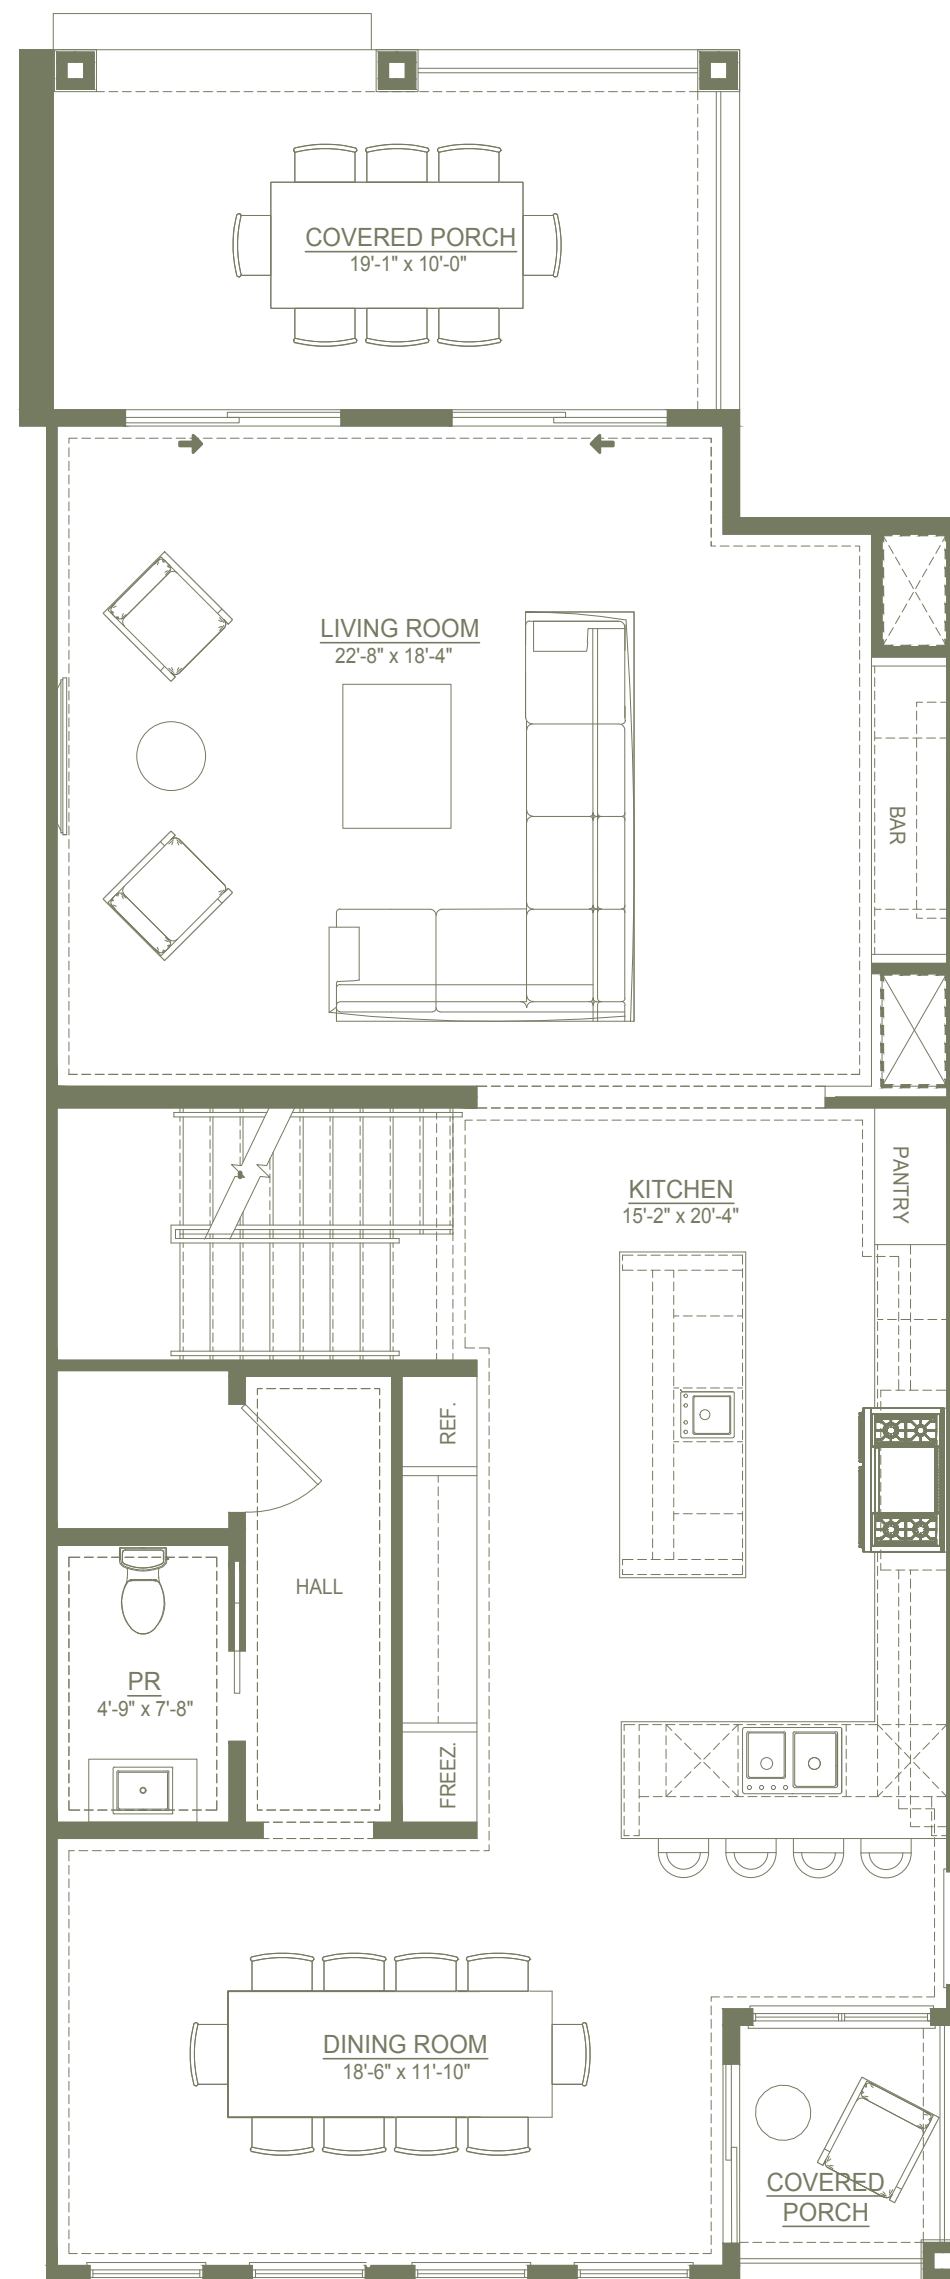 COVERED PORCH
19'-1" x 10'-0"
LIVING ROOM
22'-8" x 18'-4"
BAR
PANTRY
KITCHEN
15'-2" x 20'-4"
REF.
HALL
PR
4'-9" x 7'-8"
FREEZ.
DINING ROOM
18'-6" x 11'-10"
COVERED
PORCH